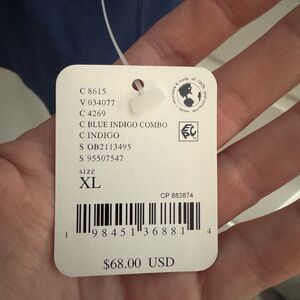 C 8615
V 034077
C 4269
C BLUE INDIGO COMBO
C INDIGO
S OB2113495
S 95507547
size
XL
CP 883874
1 98451 36881 4
$68.00 USD